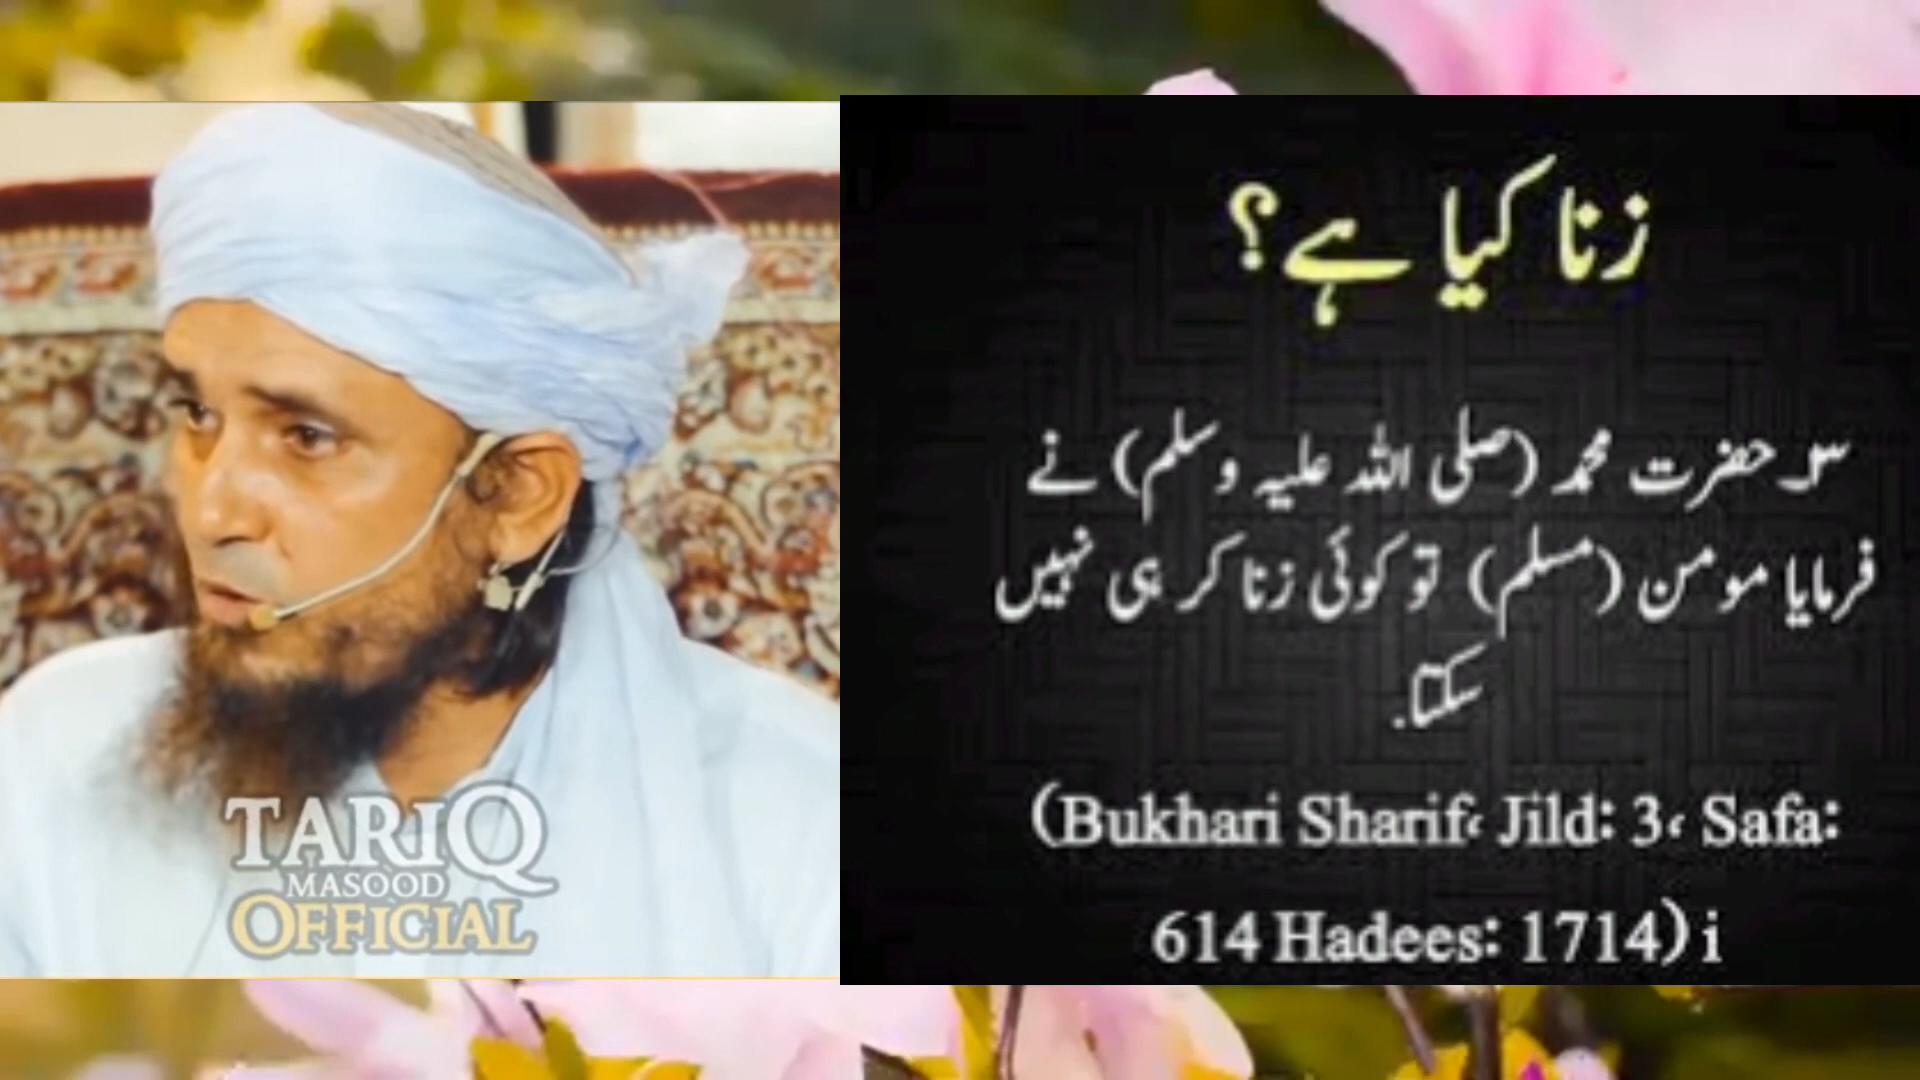 TARIQ
MASOOD
OFFICIAL
زنا کیا ہے؟
۳۔ حضرت محمد (صلی اللہ علیہ وسلم) نے
فرمایا مومن (مسلم) تو کوئی زنا کر ہی نہیں
سکتا.
(Bukhari Sharif، Jild: 3، Safa:
614 Hadees: 1714) i